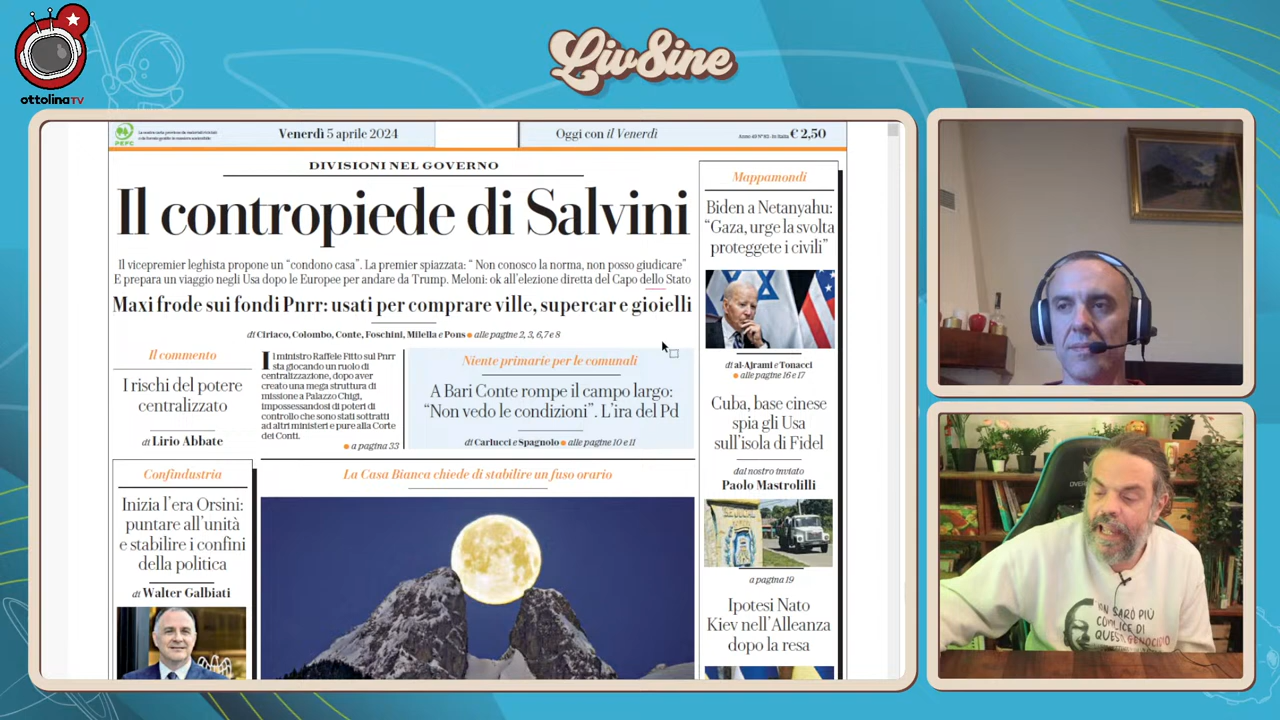 ottolinaTV
Liv8ine
PEFC
Venerdì 5 aprile 2024
Oggi con il Venerdì
€ 2,50
DIVISIONI NEL GOVERNO
Il contropiede di Salvini
Il vicepremier leghista propone un “condono casa”. La premier spiazzata: “ Non conosco la norma, non posso giudicare”
E prepara un viaggio negli Usa dopo le Europee per andare da Trump. Meloni: ok all’elezione diretta del Capo dello Stato
Maxi frode sui fondi Pnrr: usati per comprare ville, supercar e gioielli
di Ciriaco, Colombo, Conte, Foschini, Milella e Pons ● alle pagine 2, 3, 6,7 e 8
Il commento
I rischi del potere
centralizzato
di Lirio Abbate
Il ministro Raffele Fitto sul Pnrr
sta giocando un ruolo di
centralizzazione, dopo aver
creato una mega struttura di
missione a Palazzo Chigi,
impossessandosi di poteri di
controllo che sono stati sottratti
ad altri ministeri e pure alla Corte
dei Conti.
● a pagina 33
Niente primarie per le comunali
A Bari Conte rompe il campo largo:
“Non vedo le condizioni”. L’ira del Pd
di Carlucci e Spagnolo ● alle pagine 10 e 11
Confindustria
Inizia l’era Orsini:
puntare all’unità
e stabilire i confini
della politica
di Walter Galbiati
La Casa Bianca chiede di stabilire un fuso orario
Mappamondi
Biden a Netanyahu:
“Gaza, urge la svolta
proteggete i civili”
di al-Ajrami e Tonacci
● alle pagine 16 e 17
Cuba, base cinese
spia gli Usa
sull’isola di Fidel
dal nostro inviato
Paolo Mastrolilli
a pagina 19
Ipotesi Nato
Kiev nell’Alleanza
dopo la resa
NON SARÒ PIÙ
COMPLICE DI
QUESTO GENOCIDIO